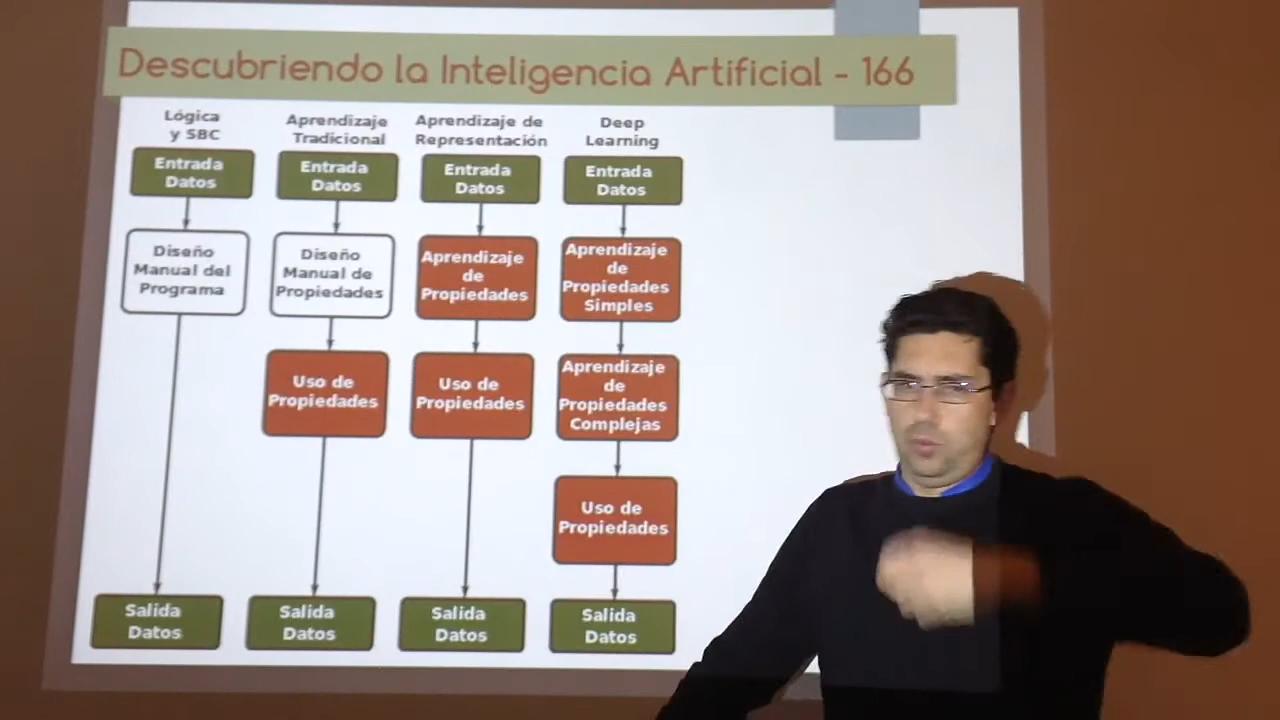 Descubriendo la Inteligencia Artificial - 166
Lógica
y SBC
Entrada
Datos
Diseño
Manual del
Programa
Salida
Datos
Aprendizaje
Tradicional
Entrada
Datos
Diseño
Manual de
Propiedades
Uso de
Propiedades
Salida
Datos
Aprendizaje de
Representación
Entrada
Datos
Aprendizaje
de
Propiedades
Uso de
Propiedades
Salida
Datos
Deep
Learning
Entrada
Datos
Aprendizaje
de
Propiedades
Simples
Aprendizaje
de
Propiedades
Complejas
Uso de
Propiedades
Salida
Datos